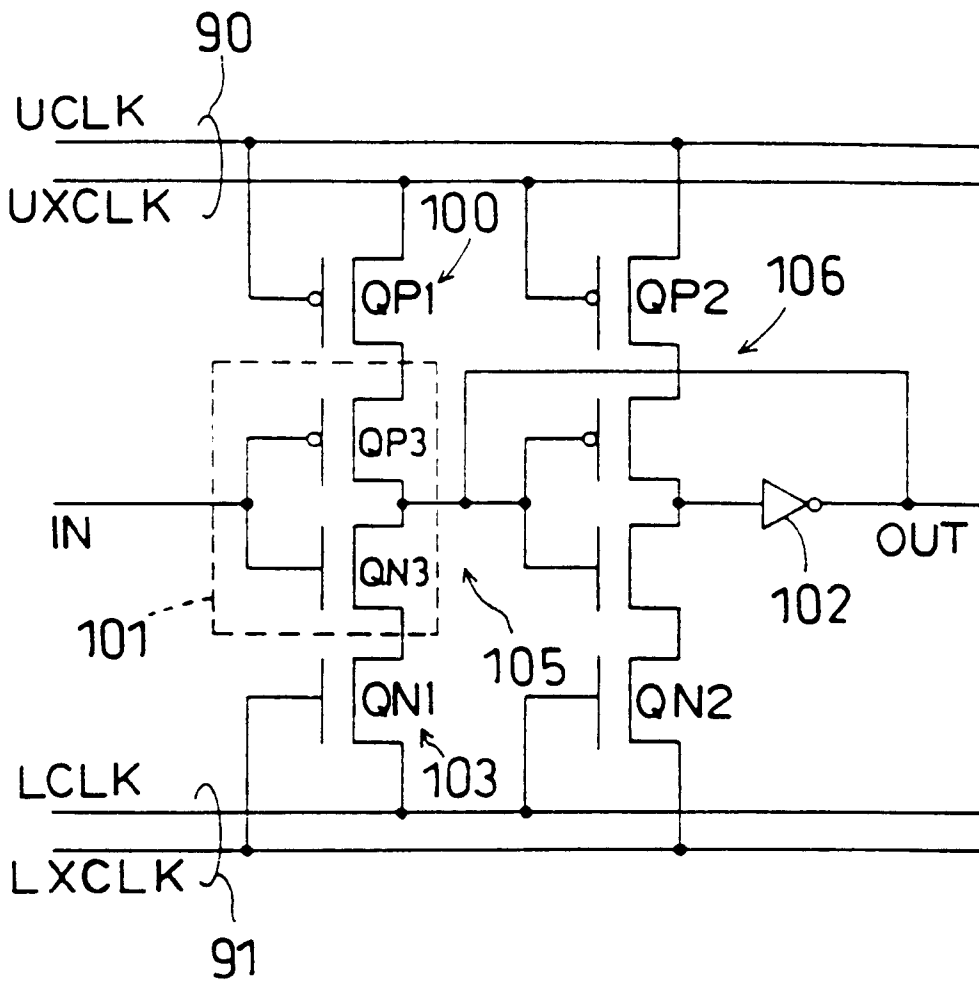 90
UCLK
UXCLK
100
QP1
QP2
106
QP3
IN
QN3
OUT
102
101
105
QN1
QN2
103
LCLK
LXCLK
91